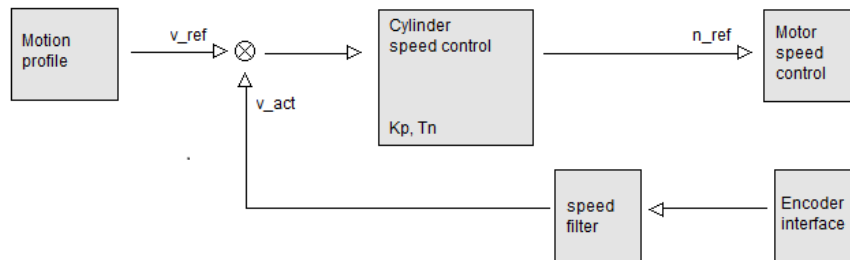 Motion
profile
v_ref
Cylinder
speed control
Kp, Tn
n_ref
Motor
speed
control
v_act
speed
filter
Encoder
interface